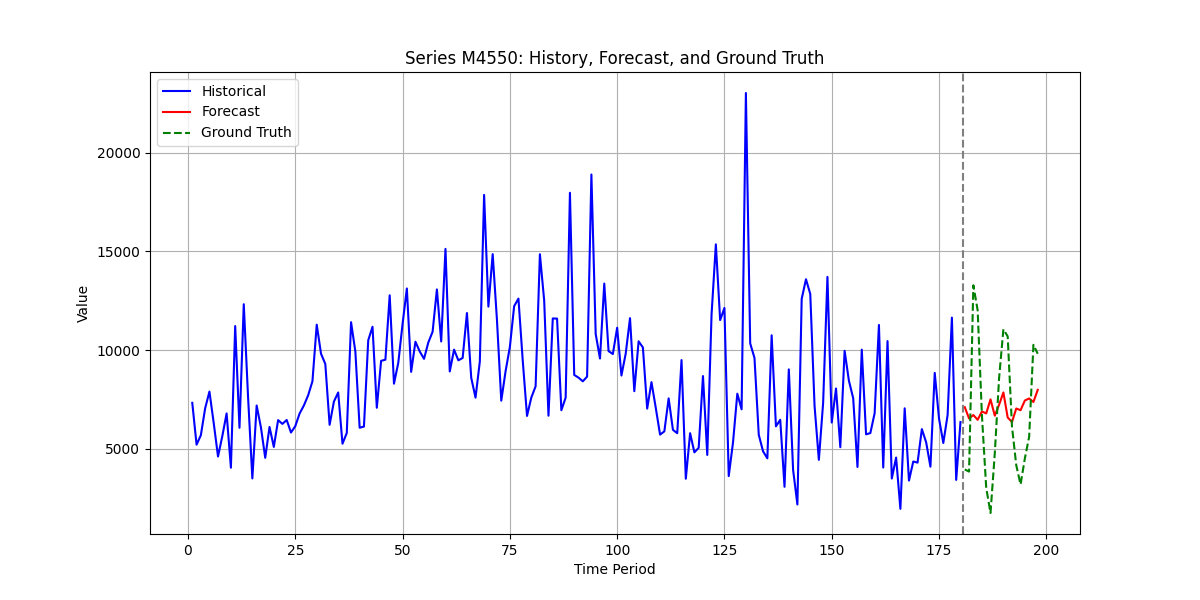 Series M4550: History, Forecast, and Ground Truth
Historical
Forecast
Ground Truth
20000
15000
10000
5000
Value
0 25 50 75 100 125 150 175 200
Time Period